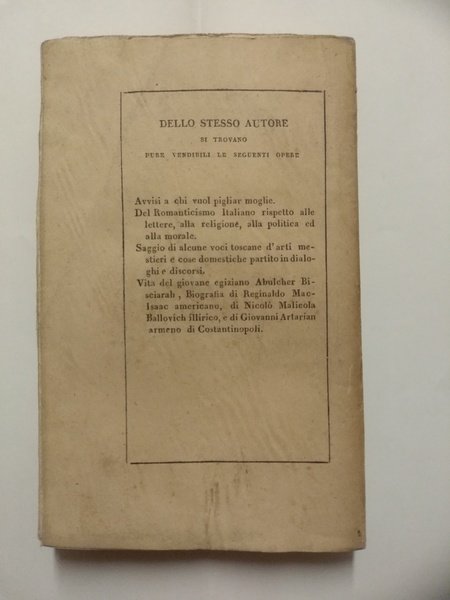 DELLO STESSO AUTORE
SI TROVANO
PURE VENDIBILI LE SEGUENTI OPERE
Avvisi a chi vuol pigliar moglie.
Del Romanticismo Italiano rispetto alle
lettere, alla religione, alla politica ed
alla morale.
Saggio di alcune voci toscane d'arti me-
stieri e cose domestiche partito in dialo-
ghi e discorsi.
Vita del giovane egiziano Abulcher Bi-
sciarah, Biografia di Reginaldo Mac-
Isaac americano, di Nicolò Malicola
Ballovich illirico, e di Giovanni Artarian
armeno di Costantinopoli.